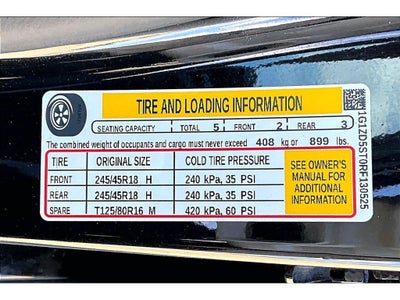 TIRE AND LOADING INFORMATION
SEATING CAPACITY TOTAL 5 FRONT 2 REAR 3
The combined weight of occupants and cargo must never exceed 408 kg or 899 lbs.
TIRE ORIGINAL SIZE COLD TIRE PRESSURE
FRONT 245/45R18 H 240 kPa, 35 PSI
REAR 245/45R18 H 240 kPa, 35 PSI
SPARE T125/80R16 M 420 kPa, 60 PSI
SEE OWNER'S
MANUAL FOR
ADDITIONAL
INFORMATION
1G1ZD5ST0RF130525